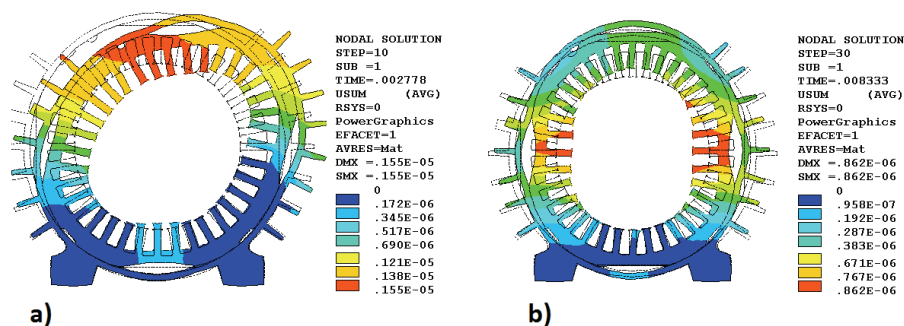 NODAL SOLUTION
STEP=10
SUB =1
TIME=.002778
USUM (AVG)
RSYS=0
PowerGraphics
EFACET=1
AVRES=Mat
DMX =.155E-05
SMX =.155E-05
0
.172E-06
.345E-06
.517E-06
.690E-06
.121E-05
.138E-05
.155E-05
a)
NODAL SOLUTION
STEP=30
SUB =1
TIME=.008333
USUM (AVG)
RSYS=0
PowerGraphics
EFACET=1
AVRES=Mat
DMX =.862E-06
SMX =.862E-06
0
.958E-07
.192E-06
.287E-06
.383E-06
.671E-06
.767E-06
.862E-06
b)